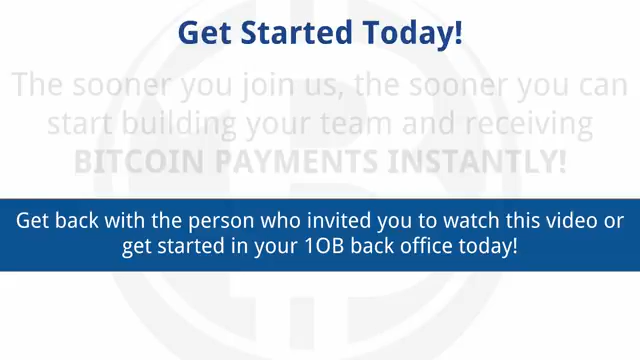 Get Started Today!
The sooner you join us, the sooner you can
start building your team and receiving
BITCOIN PAYMENTS INSTANTLY!
Get back with the person who invited you to watch this video or
get started in your 1OB back office today!